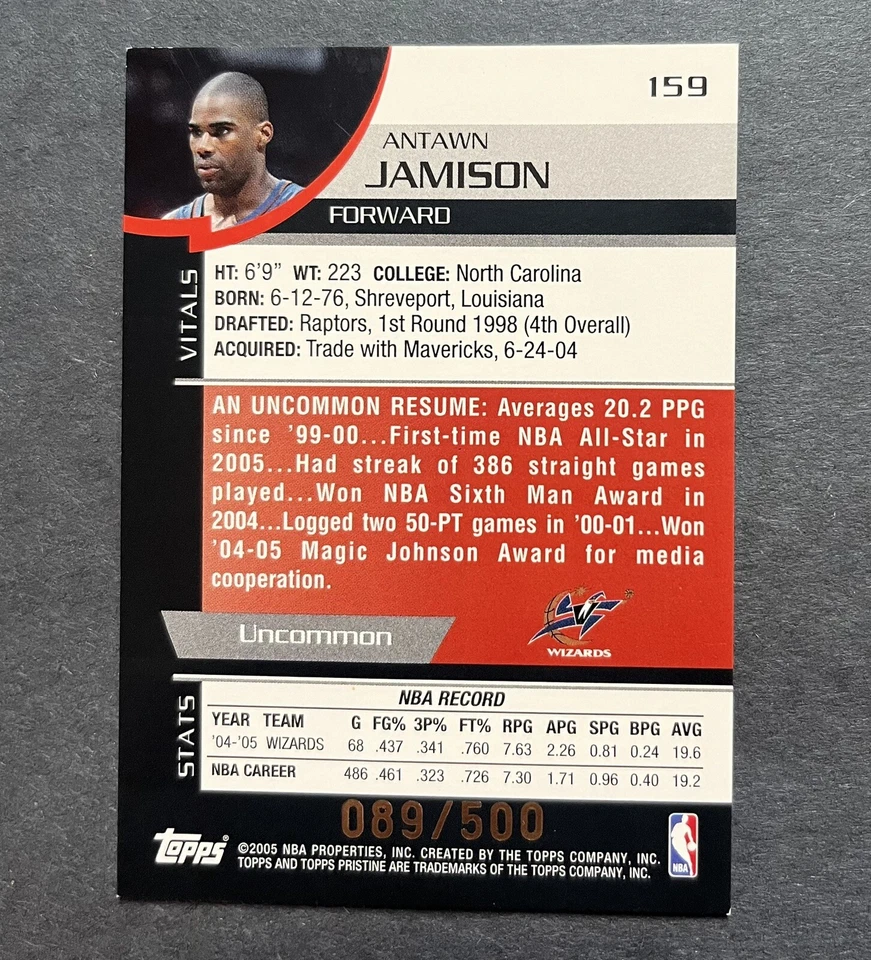 159
ANTAWN
JAMISON
FORWARD
VITALS
HT: 6'9" WT: 223 COLLEGE: North Carolina
BORN: 6-12-76, Shreveport, Louisiana
DRAFTED: Raptors, 1st Round 1998 (4th Overall)
ACQUIRED: Trade with Mavericks, 6-24-04
AN UNCOMMON RESUME: Averages 20.2 PPG
since '99-00...First-time NBA All-Star in
2005...Had streak of 386 straight games
played...Won NBA Sixth Man Award in
2004...Logged two 50-PT games in '00-01...Won
'04-05 Magic Johnson Award for media
cooperation.
Uncommon
WIZARDS
STATS
NBA RECORD
YEAR TEAM G FG% 3P% FT% RPG APG SPG BPG AVG
'04-'05 WIZARDS 68 .437 .341 .760 7.63 2.26 0.81 0.24 19.6
NBA CAREER 486 .461 .323 .726 7.30 1.71 0.96 0.40 19.2
089/500
Topps®
©2005 NBA PROPERTIES, INC. CREATED BY THE TOPPS COMPANY, INC.
TOPPS AND TOPPS PRISTINE ARE TRADEMARKS OF THE TOPPS COMPANY, INC.
NBA